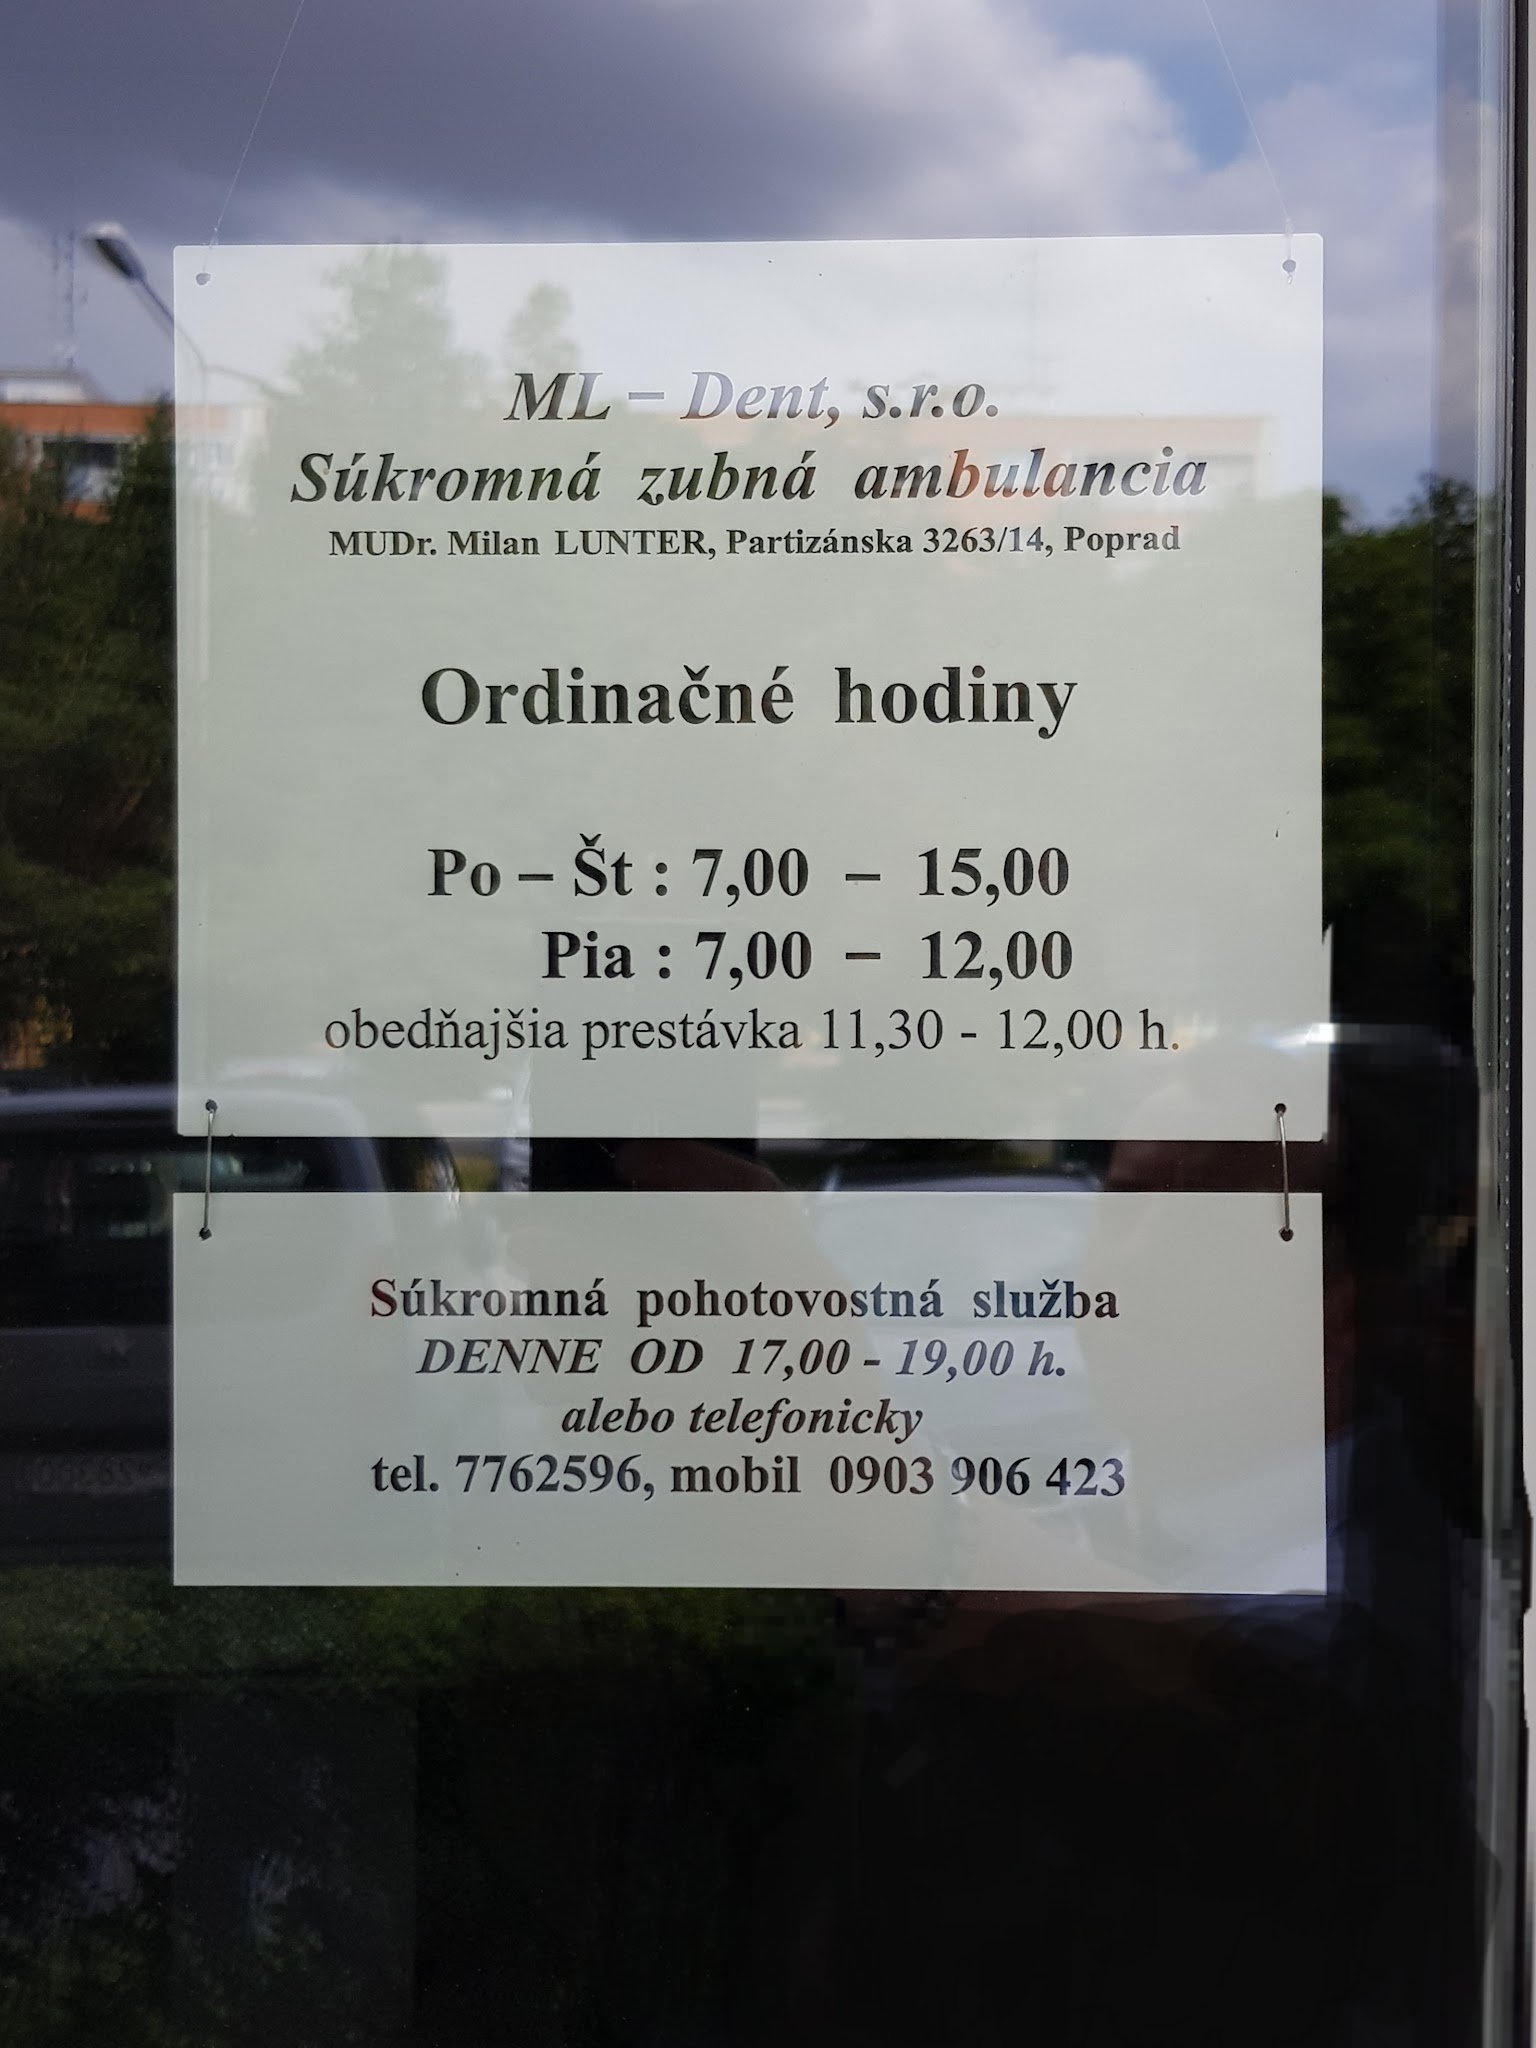 ML – Dent, s.r.o.
Súkromná zubná ambulancia
MUDr. Milan LUNTER, Partizánska 3263/14, Poprad
Ordinačné hodiny
Po – Št : 7,00 – 15,00
Pia : 7,00 – 12,00
obedňajšia prestávka 11,30 - 12,00 h.
Súkromná pohotovostná služba
DENNE OD 17,00 - 19,00 h.
alebo telefonicky
tel. 7762596, mobil 0903 906 423